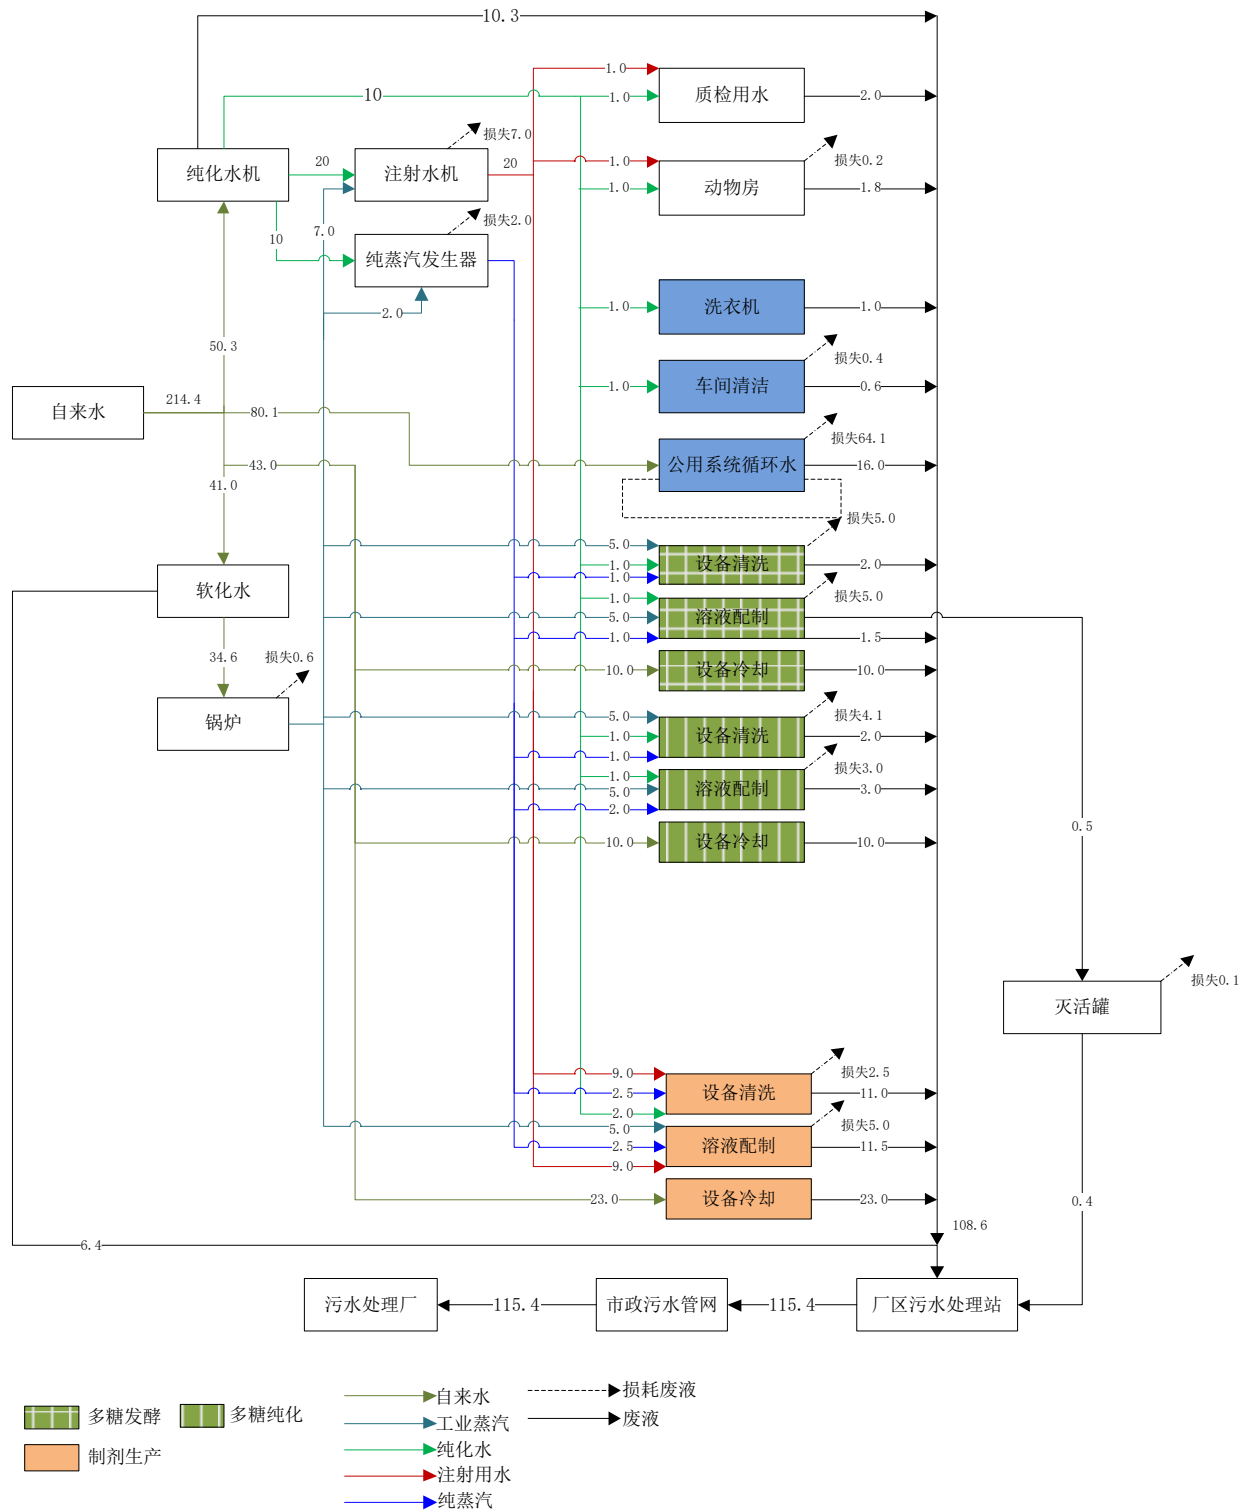 10.3
1.0
10
1.0
质检用水
2.0
损失7.0
纯化水机
20
注射水机
20
1.0
1.0
动物房
损失0.2
1.8
损失2.0
7.0
10
纯蒸汽发生器
2.0
1.0
洗衣机
1.0
50.3
损失0.4
自来水
214.4
1.0
车间清洁
0.6
80.1
损失64.1
43.0
公用系统循环水
16.0
41.0
损失5.0
5.0
1.0
1.0
设备清洗
2.0
软化水
1.0
5.0
1.0
溶液配制
损失5.0
1.5
34.6
损失0.6
10.0
设备冷却
10.0
锅炉
5.0
1.0
1.0
设备清洗
损失4.1
2.0
1.0
5.0
2.0
溶液配制
损失3.0
3.0
10.0
设备冷却
10.0
0.5
损失0.1
灭活罐
9.0
2.5
2.0
设备清洗
损失2.5
11.0
5.0
2.5
9.0
溶液配制
损失5.0
11.5
23.0
设备冷却
23.0
0.4
108.6
6.4
污水处理厂
115.4
市政污水管网
115.4
厂区污水处理站
多糖发酵
多糖纯化
制剂生产
自来水
工业蒸汽
纯化水
注射用水
纯蒸汽
损耗废液
废液